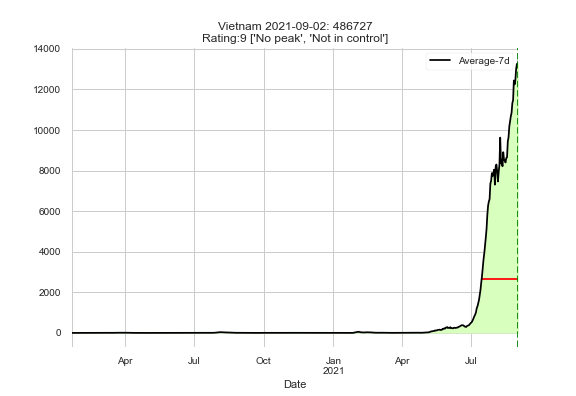 Vietnam 2021-09-02: 486727
Rating:9 ['No peak', 'Not in control']
Average-7d
14000
12000
10000
8000
6000
4000
2000
0
Apr Jul Oct Jan Apr Jul
2021
Date